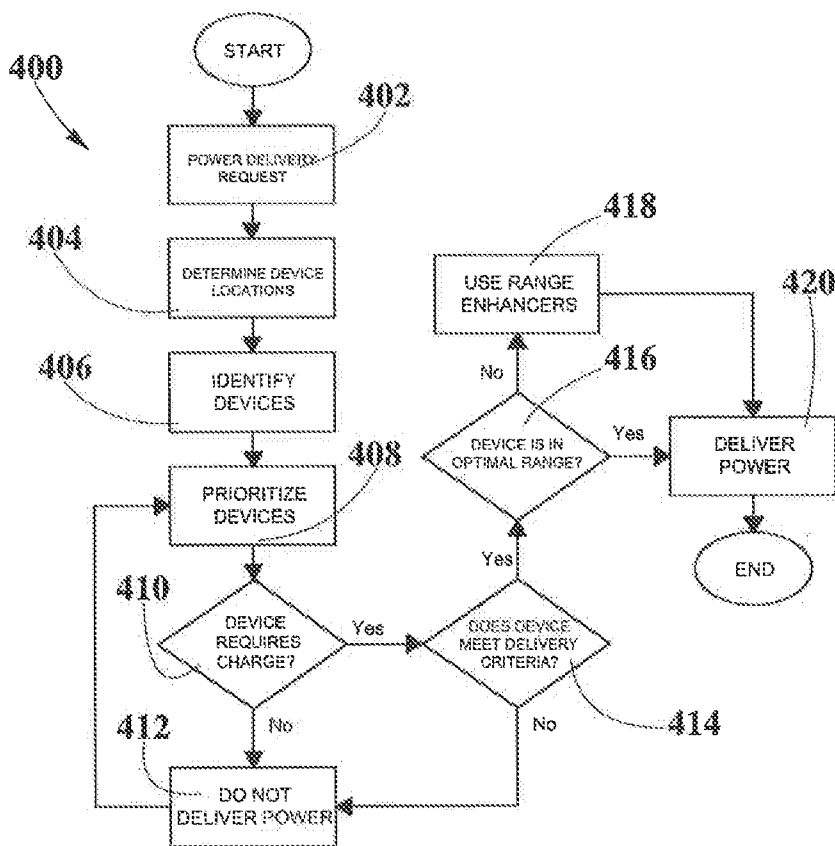 START
400
402
POWER DELIVERY
REQUEST
404
DETERMINE DEVICE
LOCATIONS
406
IDENTIFY
DEVICES
408
PRIORITIZE
DEVICES
410
DEVICE
REQUIRES
CHARGE?
Yes
No
412
DO NOT
DELIVER POWER
DOES DEVICE
MEET DELIVERY
CRITERIA?
414
No
Yes
416
DEVICE IS IN
OPTIMAL RANGE?
No
Yes
418
USE RANGE
ENHANCERS
420
DELIVER
POWER
END